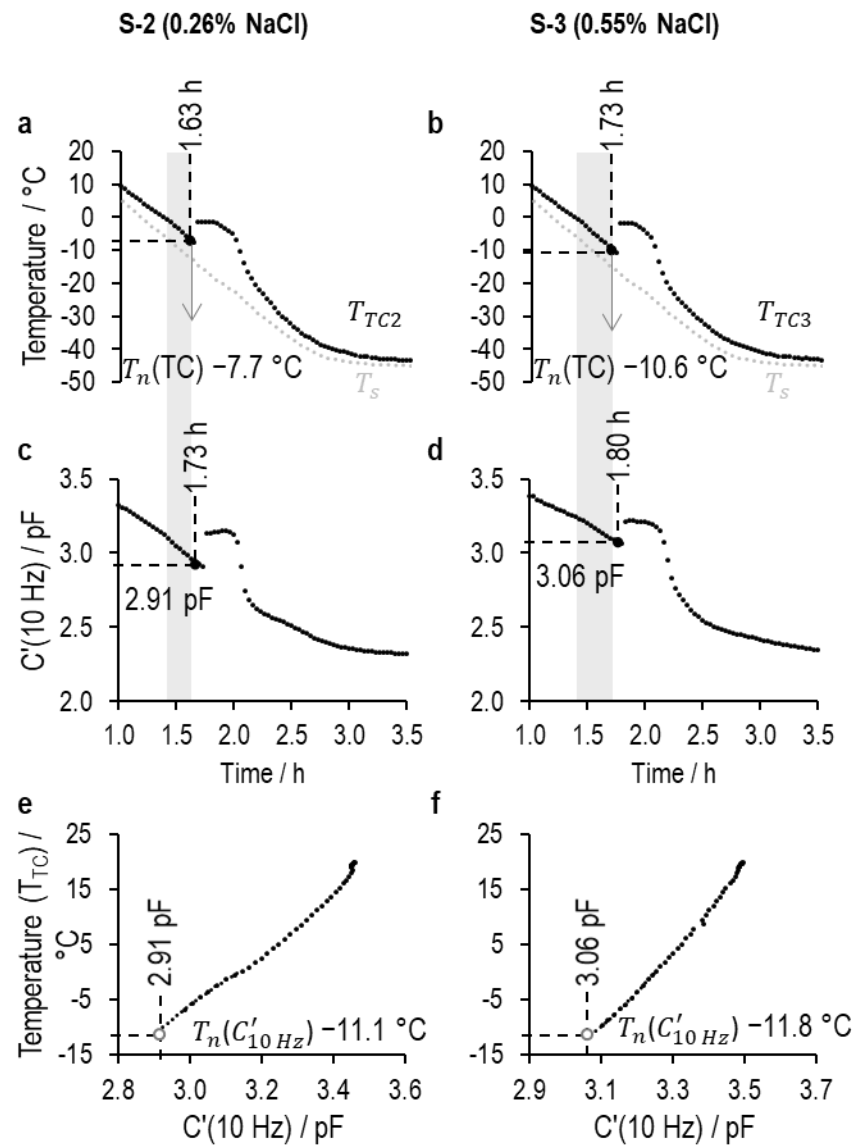 S-2 (0.26% NaCl)
S-3 (0.55% NaCl)
a
1.63 h
Temperature / °C
20
10
0
-10
-20
-30
-40
-50
T_TC2
T_n(TC) −7.7 °C
T_s
b
1.73 h
20
10
0
-10
-20
-30
-40
-50
T_TC3
T_n(TC) −10.6 °C
T_s
c
1.73 h
C'(10 Hz) / pF
3.5
3.0
2.5
2.0
2.91 pF
1.0 1.5 2.0 2.5 3.0 3.5
Time / h
d
1.80 h
3.5
3.0
2.5
2.0
3.06 pF
1.0 1.5 2.0 2.5 3.0 3.5
Time / h
e
Temperature (T_TC) /
°C
25
15
5
-5
-15
2.91 pF
T_n(C'_10 Hz) −11.1 °C
2.8 3.0 3.2 3.4 3.6
C'(10 Hz) / pF
f
25
15
5
-5
-15
3.06 pF
T_n(C'_10 Hz) −11.8 °C
2.9 3.1 3.3 3.5 3.7
C'(10 Hz) / pF